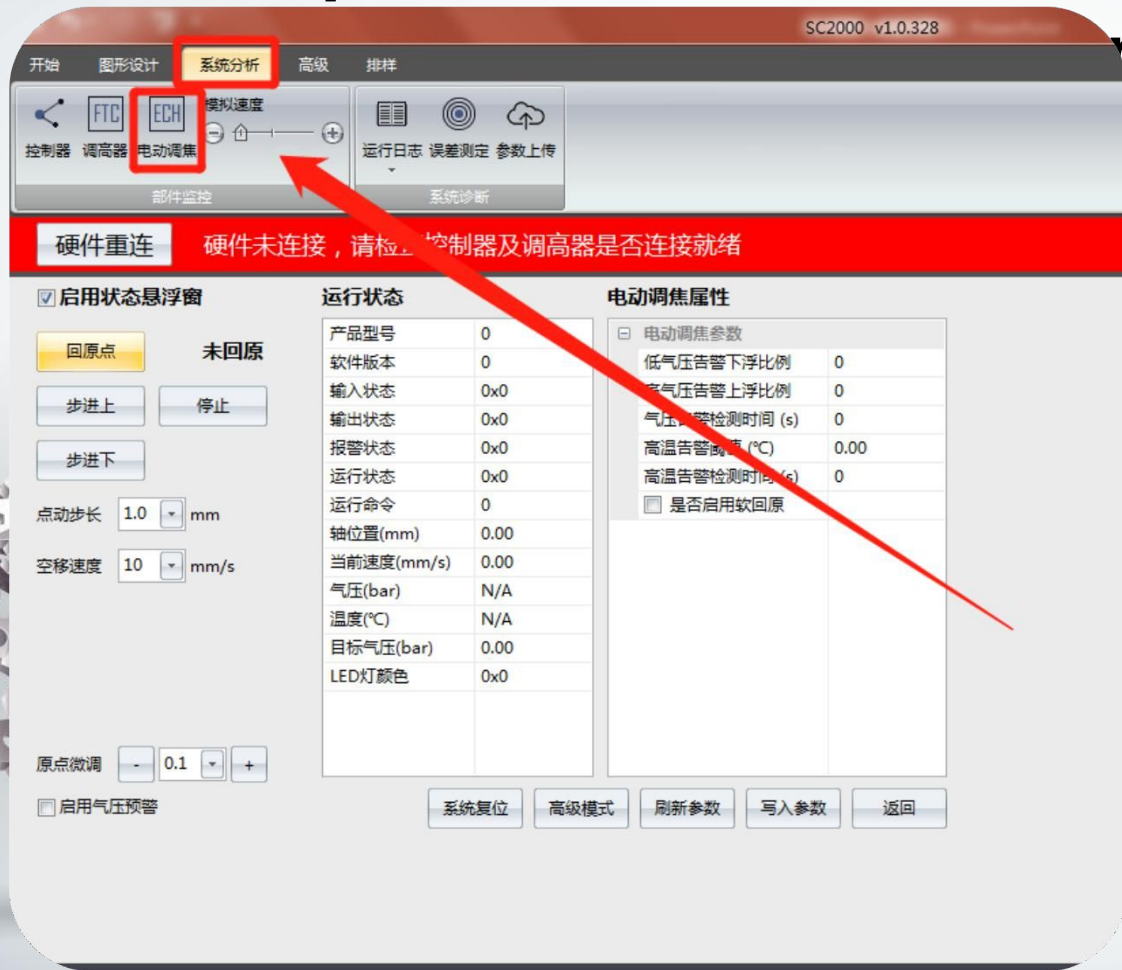 SC2000 v1.0.328
开始 图形设计 系统分析 高级 排样
FTC ECH 模拟速度
控制器 调高器 电动调焦 运行日志 误差测定 参数上传
部件监控 系统诊断
硬件重连 硬件未连接，请检 控制器及调高器是否连接就绪
启用状态悬浮窗 运行状态 电动调焦属性
产品型号 0 电动调焦参数
回原点 未回原
软件版本 0 低气压告警下浮比例 0
输入状态 0x0 高气压告警上浮比例 0
步进上 停止
输出状态 0x0 气压告警检测时间 (s) 0
报警状态 0x0 高温告警阈值 (℃) 0.00
步进下
运行状态 0x0 高温告警检测时间 (s) 0
点动步长 1.0 mm 运行命令 0 是否启用软回原
轴位置(mm) 0.00
空移速度 10 mm/s 当前速度(mm/s) 0.00
气压(bar) N/A
温度(℃) N/A
目标气压(bar) 0.00
LED灯颜色 0x0
原点微调 - 0.1 +
启用气压预警 系统复位 高级模式 刷新参数 写入参数 返回